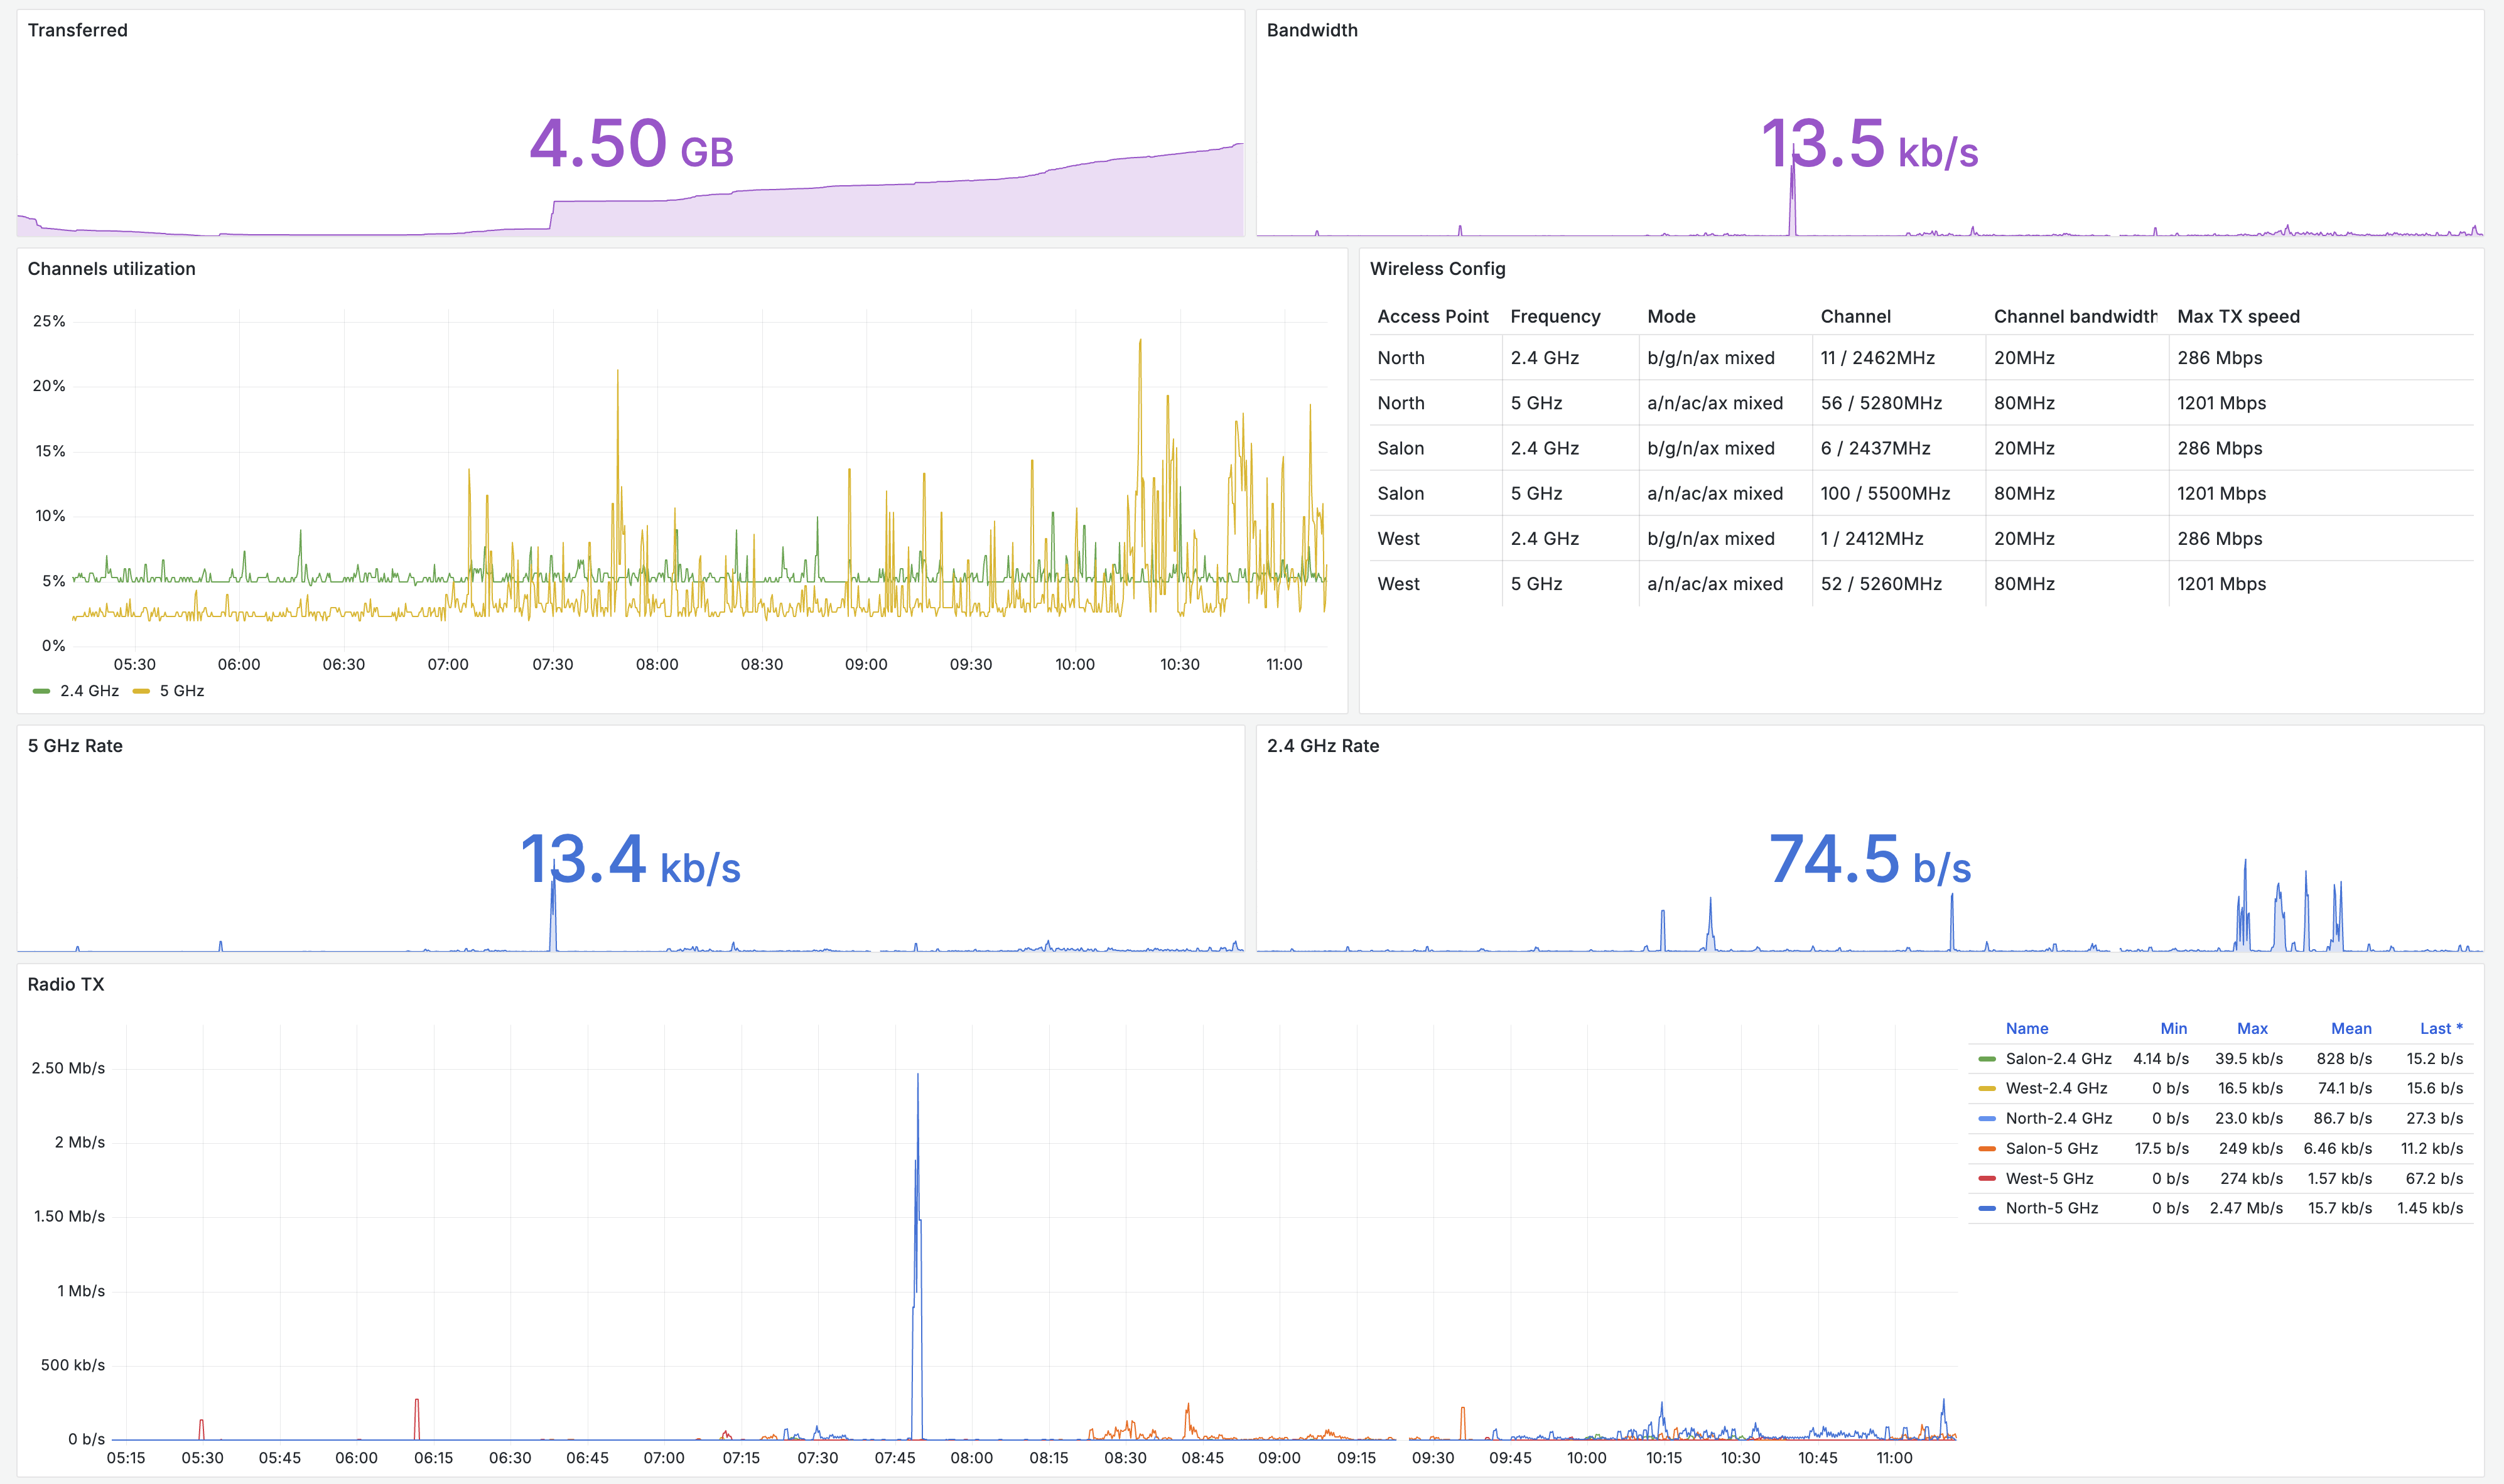 Transferred
4.50 GB
Bandwidth
13.5 kb/s
Channels utilization
25%
20%
15%
10%
5%
0%
05:30 06:00 06:30 07:00 07:30 08:00 08:30 09:00 09:30 10:00 10:30 11:00
2.4 GHz 5 GHz
Wireless Config
Access Point Frequency Mode Channel Channel bandwidth Max TX speed
North 2.4 GHz b/g/n/ax mixed 11 / 2462MHz 20MHz 286 Mbps
North 5 GHz a/n/ac/ax mixed 56 / 5280MHz 80MHz 1201 Mbps
Salon 2.4 GHz b/g/n/ax mixed 6 / 2437MHz 20MHz 286 Mbps
Salon 5 GHz a/n/ac/ax mixed 100 / 5500MHz 80MHz 1201 Mbps
West 2.4 GHz b/g/n/ax mixed 1 / 2412MHz 20MHz 286 Mbps
West 5 GHz a/n/ac/ax mixed 52 / 5260MHz 80MHz 1201 Mbps
5 GHz Rate
13.4 kb/s
2.4 GHz Rate
74.5 b/s
Radio TX
2.50 Mb/s
2 Mb/s
1.50 Mb/s
1 Mb/s
500 kb/s
0 b/s
05:15 05:30 05:45 06:00 06:15 06:30 06:45 07:00 07:15 07:30 07:45 08:00 08:15 08:30 08:45 09:00 09:15 09:30 09:45 10:00 10:15 10:30 10:45 11:00
Name Min Max Mean Last *
Salon-2.4 GHz 4.14 b/s 39.5 kb/s 828 b/s 15.2 b/s
West-2.4 GHz 0 b/s 16.5 kb/s 74.1 b/s 15.6 b/s
North-2.4 GHz 0 b/s 23.0 kb/s 86.7 b/s 27.3 b/s
Salon-5 GHz 17.5 b/s 249 kb/s 6.46 kb/s 11.2 kb/s
West-5 GHz 0 b/s 274 kb/s 1.57 kb/s 67.2 b/s
North-5 GHz 0 b/s 2.47 Mb/s 15.7 kb/s 1.45 kb/s